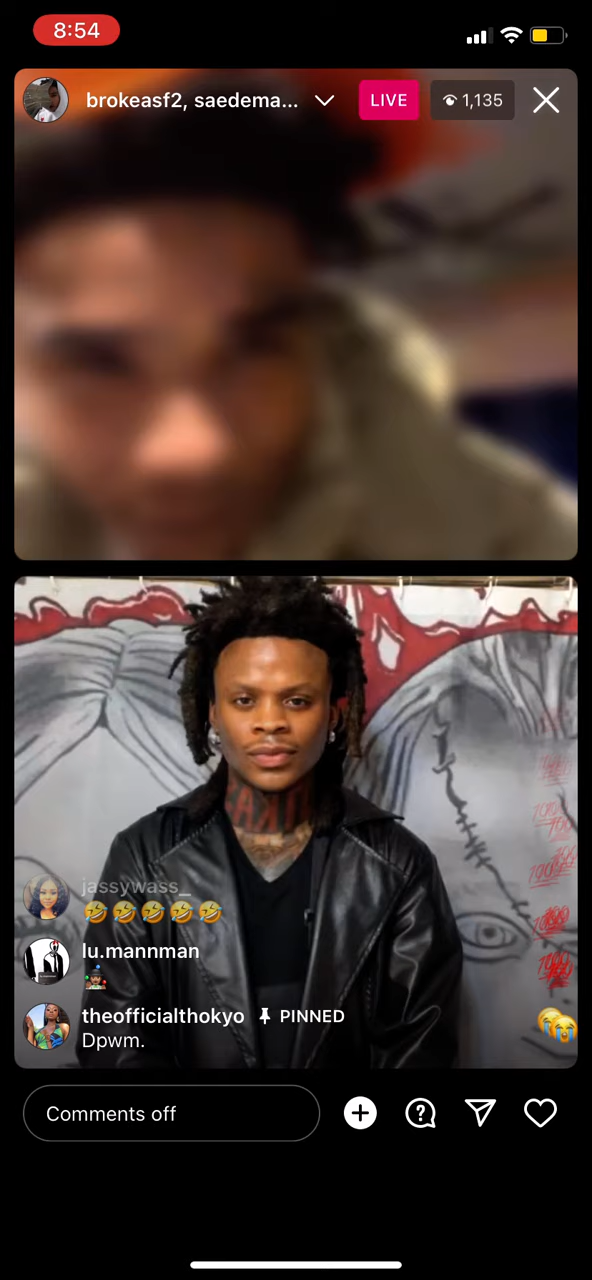 8:54
brokeasf2, saedema...
LIVE
1,135
jassywass_
lu.mannman
theofficialthokyo PINNED
Dpwm.
Comments off